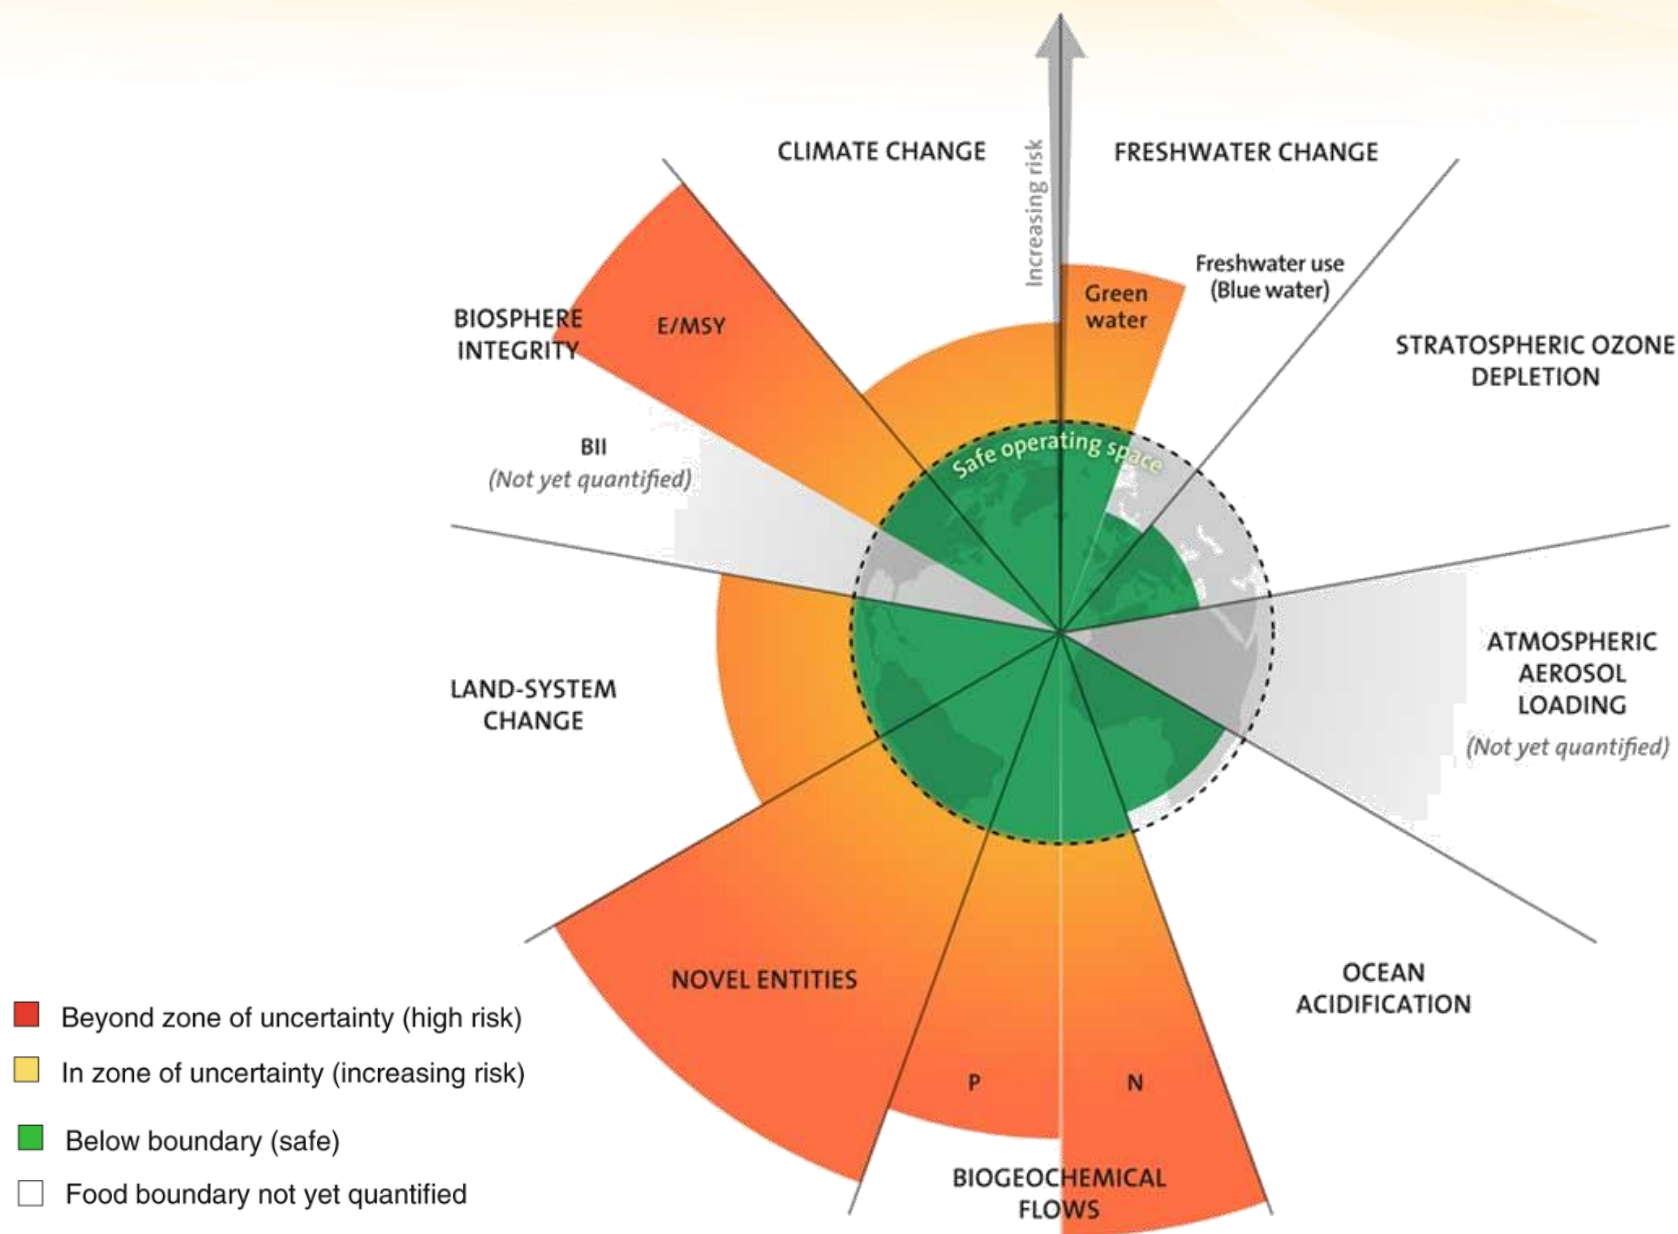 CLIMATE CHANGE
Increasing risk
FRESHWATER CHANGE
Green
water
Freshwater use
(Blue water)
STRATOSPHERIC OZONE
DEPLETION
BIOSPHERE
INTEGRITY
E/MSY
BII
(Not yet quantified)
Safe operating space
ATMOSPHERIC
AEROSOL
LOADING
(Not yet quantified)
LAND-SYSTEM
CHANGE
NOVEL ENTITIES
OCEAN
ACIDIFICATION
P
N
BIOGEOCHEMICAL
FLOWS
Beyond zone of uncertainty (high risk)
In zone of uncertainty (increasing risk)
Below boundary (safe)
Food boundary not yet quantified